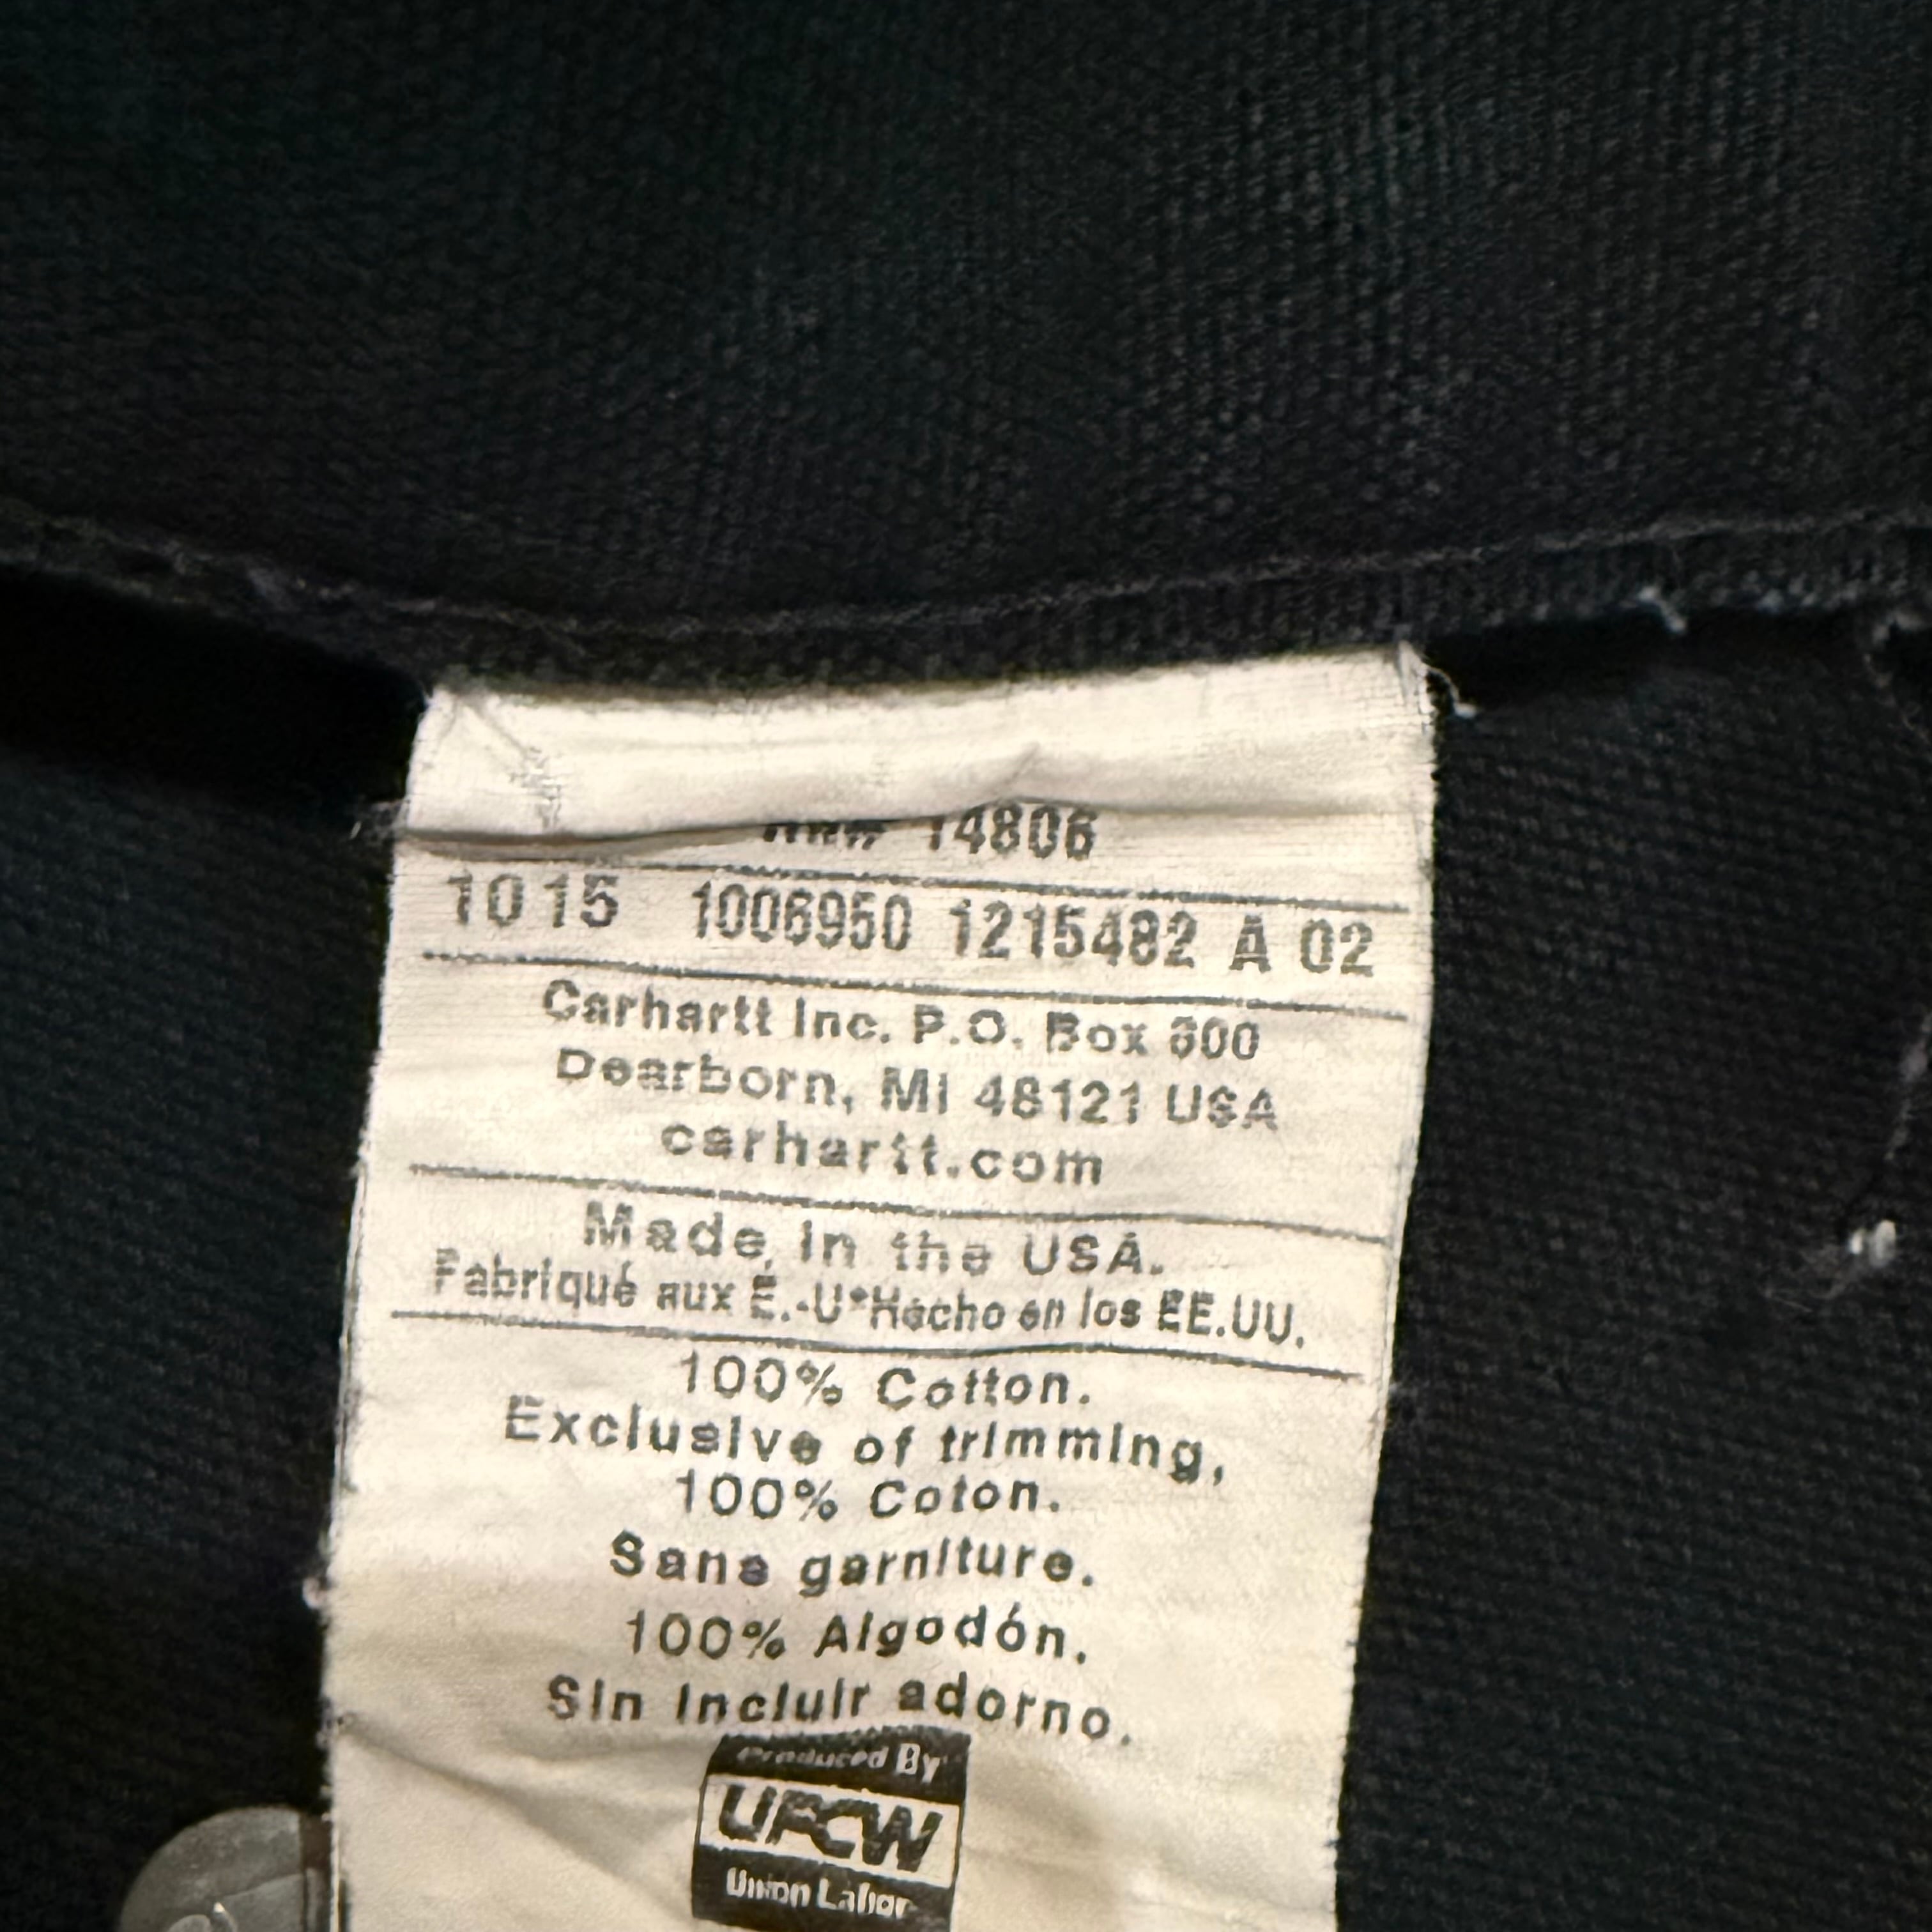 RN# 14806
1015 1006950 1215482 A 02
Carhartt Inc. P.O. Box 600
Dearborn, MI 48121 USA
carhartt.com
Made in the USA.
Fabriqué aux E.-U*Hecho en los EE.UU.
100% Cotton.
Exclusive of trimming,
100% Coton.
Sans garniture.
100% Algodón.
Sin incluir adorno.
Produced By
UFCW
Union Labor